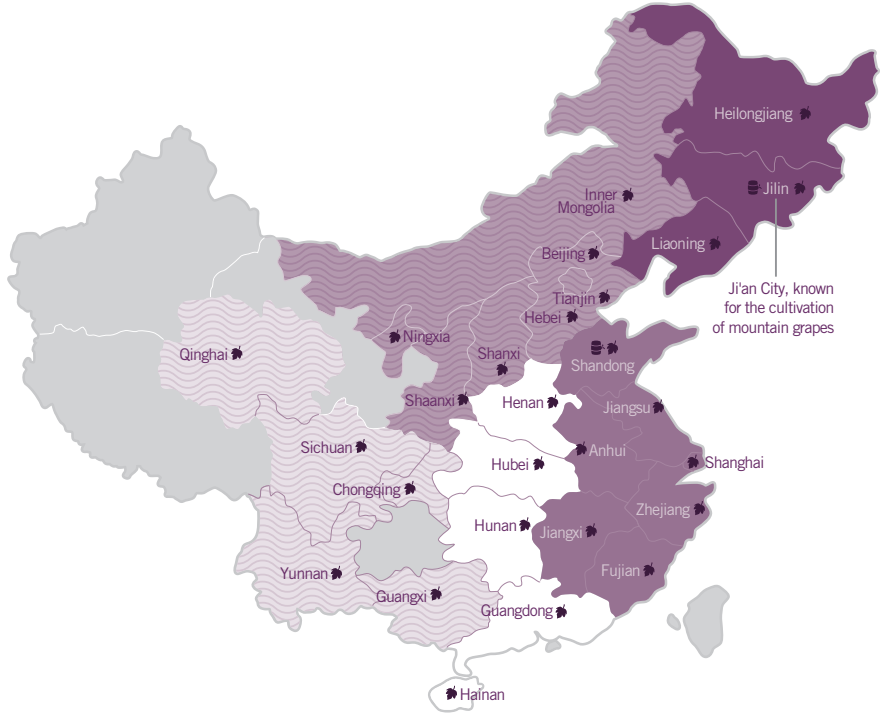 Heilongjiang
Jilin
Inner
Mongolia
Liaoning
Beijing
Ji'an City, known
for the cultivation
of mountain grapes
Tianjin
Hebei
Ningxia
Qinghai
Shanxi
Shandong
Shaanxi
Henan
Jiangsu
Sichuan
Anhui
Hubei
Shanghai
Chongqing
Zhejiang
Hunan
Jiangxi
Yunnan
Fujian
Guangxi
Guangdong
Hainan